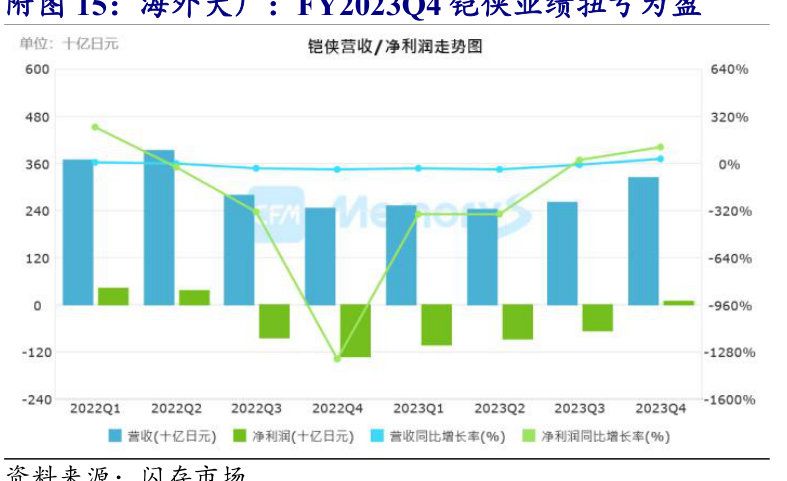 附图 15：海外大厂：FY2023Q4 铠侠业绩扭亏为盈
单位：十亿日元
铠侠营收/净利润走势图
600
480
360
240
120
0
-120
-240
640%
320%
0%
-320%
-640%
-960%
-1280%
-1600%
CFM MemoryS
2022Q1 2022Q2 2022Q3 2022Q4 2023Q1 2023Q2 2023Q3 2023Q4
营收(十亿日元) 净利润(十亿日元) 营收同比增长率(%) 净利润同比增长率(%)
资料来源：闪存市场